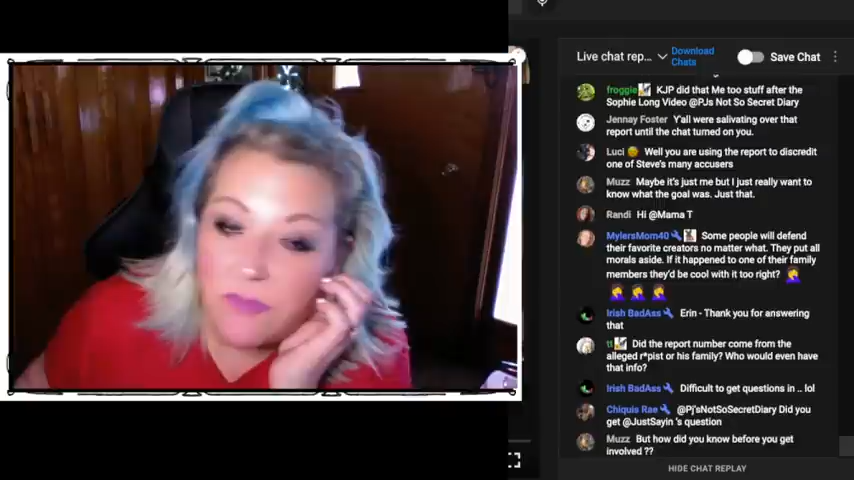 Live chat rep...
Download
Chats
Save Chat
froggie KJP did that Me too stuff after the
Sophie Long Video @PJs Not So Secret Diary
Jennay Foster Y'all were salivating over that
report until the chat turned on you.
Luci Well you are using the report to discredit
one of Steve's many accusers
Muzz Maybe it's just me but I just really want to
know what the goal was. Just that.
Randi Hi @Mama T
MylersMom40 Some people will defend
their favorite creators no matter what. They put all
morals aside. If it happened to one of their family
members they'd be cool with it too right?
Irish BadAss Erin - Thank you for answering
that
tt Did the report number come from the
alleged r*pist or his family? Who would even have
that info?
Irish BadAss Difficult to get questions in .. lol
Chiquis Rae @Pj'sNotSoSecretDiary Did you
get @JustSayin 's question
Muzz But how did you know before you get
involved ??
HIDE CHAT REPLAY